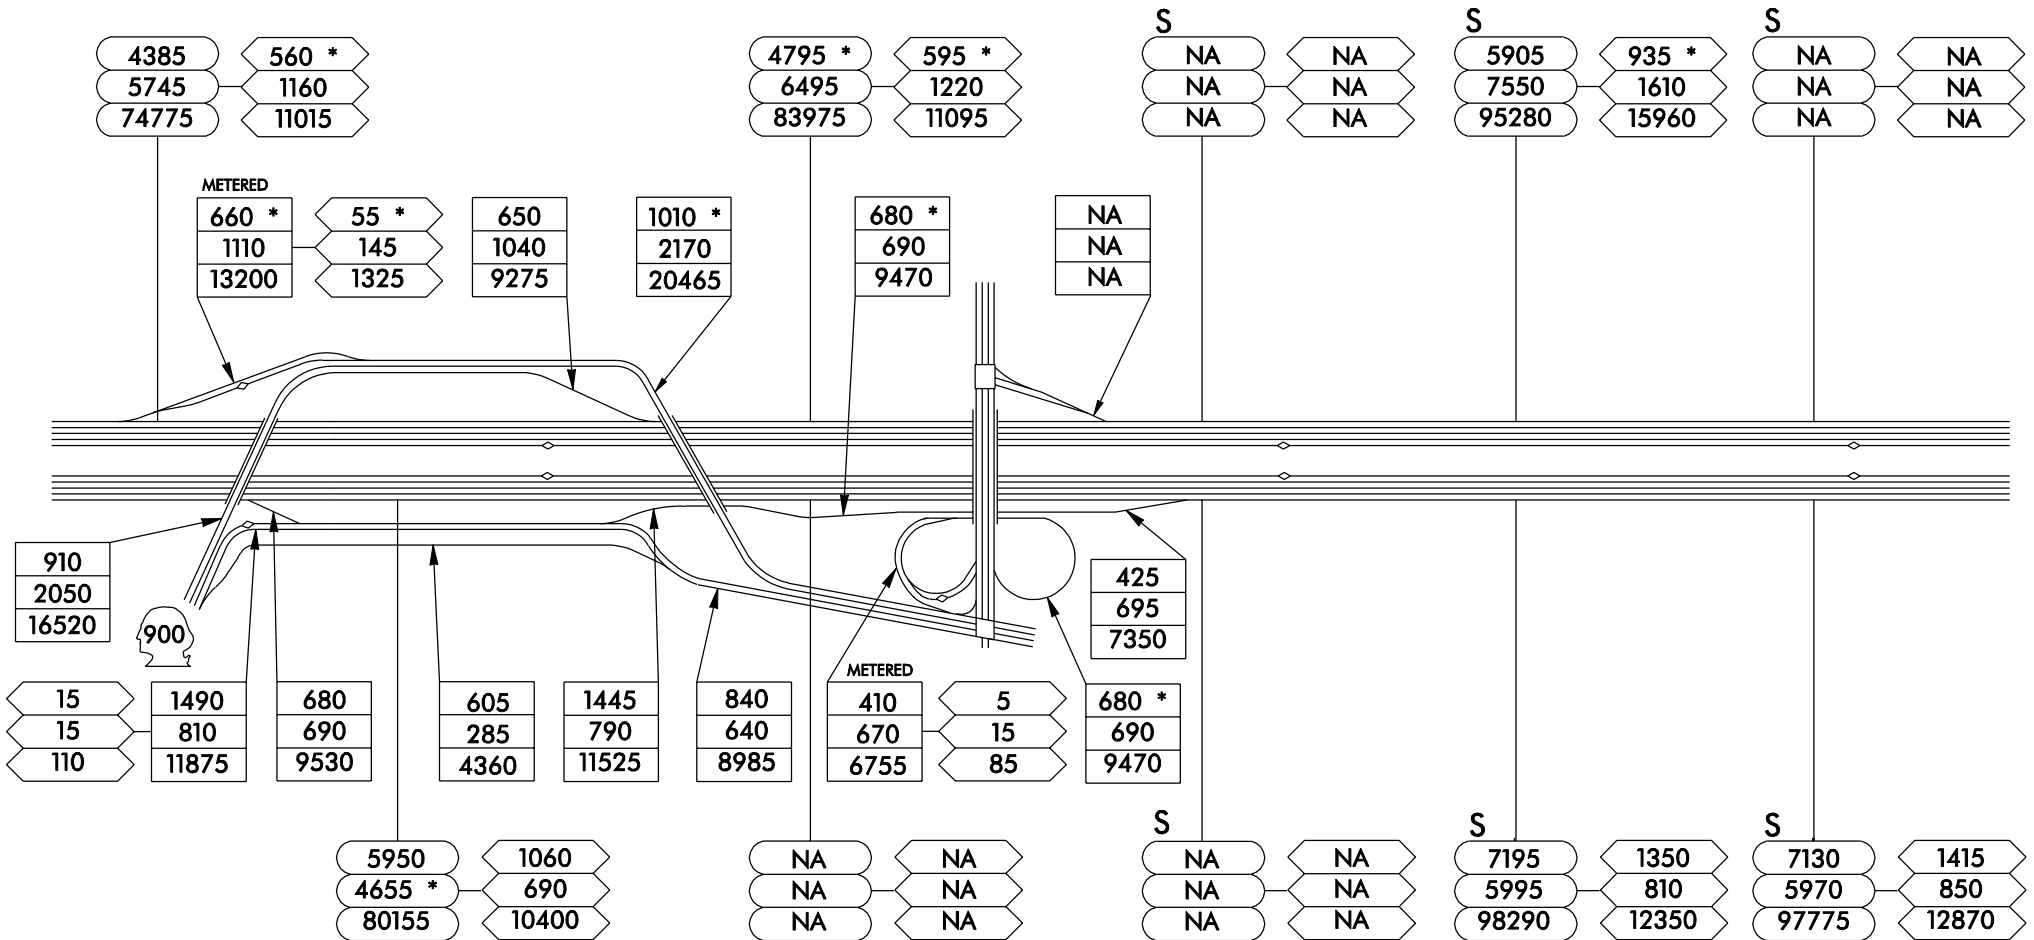 S S S
4385 560 * 4795 * 595 * NA NA 5905 935 * NA NA
5745 1160 6495 1220 NA NA 7550 1610 NA NA
74775 11015 83975 11095 NA NA 95280 15960 NA NA
METERED
660 * 55 * 650 1010 * 680 * NA
1110 145 1040 2170 690 NA
13200 1325 9275 20465 9470 NA
910
2050
16520
900
425
695
7350
METERED
15 1490 680 605 1445 840 410 5 680 *
15 810 690 285 790 640 670 15 690
110 11875 9530 4360 11525 8985 6755 85 9470
S S S
5950 1060 NA NA NA NA 7195 1350 7130 1415
4655 * 690 NA NA NA NA 5995 810 5970 850
80155 10400 NA NA NA NA 98290 12350 97775 12870